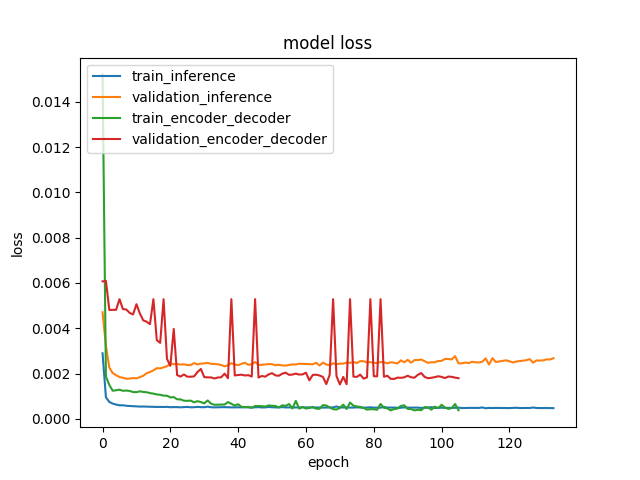 model loss
train_inference
validation_inference
train_encoder_decoder
validation_encoder_decoder
0.014
0.012
0.010
0.008
0.006
0.004
0.002
0.000
loss
0 20 40 60 80 100 120
epoch